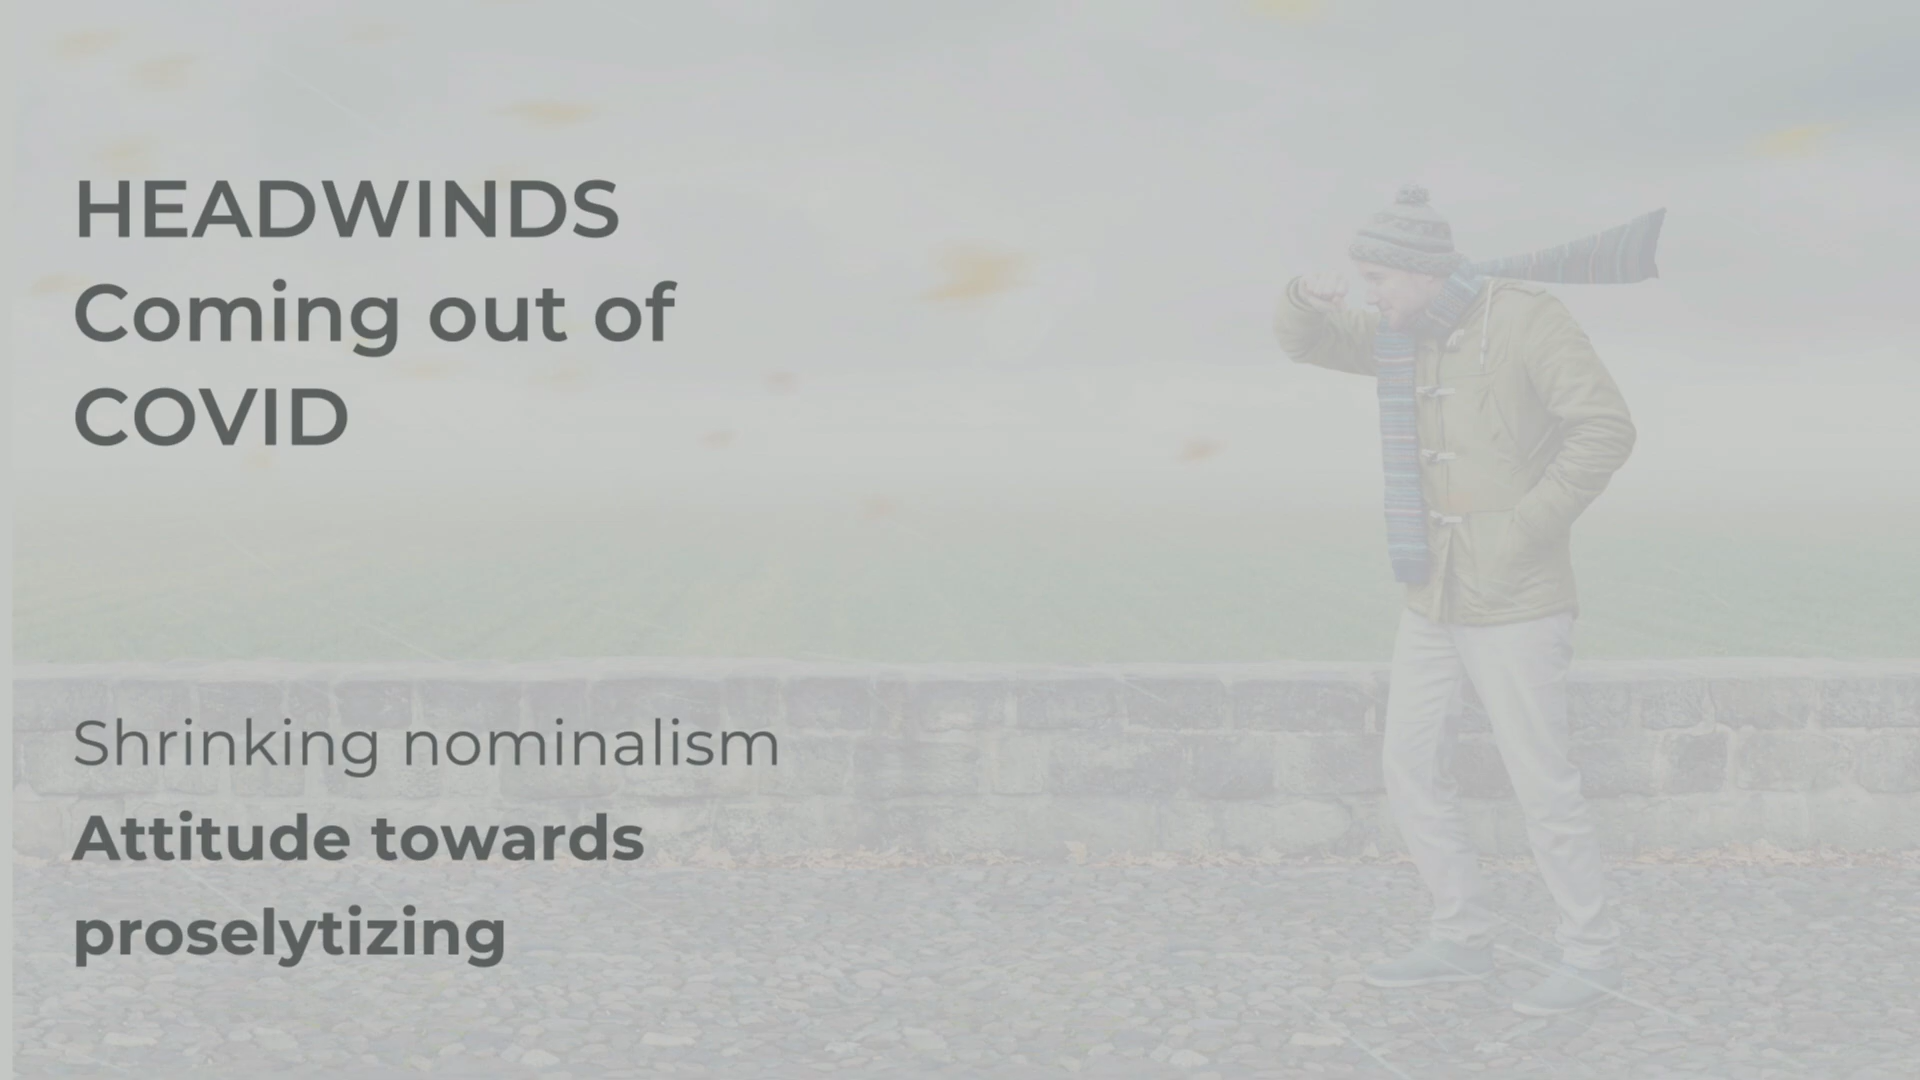 HEADWINDS
Coming out of
COVID
Shrinking nominalism
Attitude towards
proselytizing